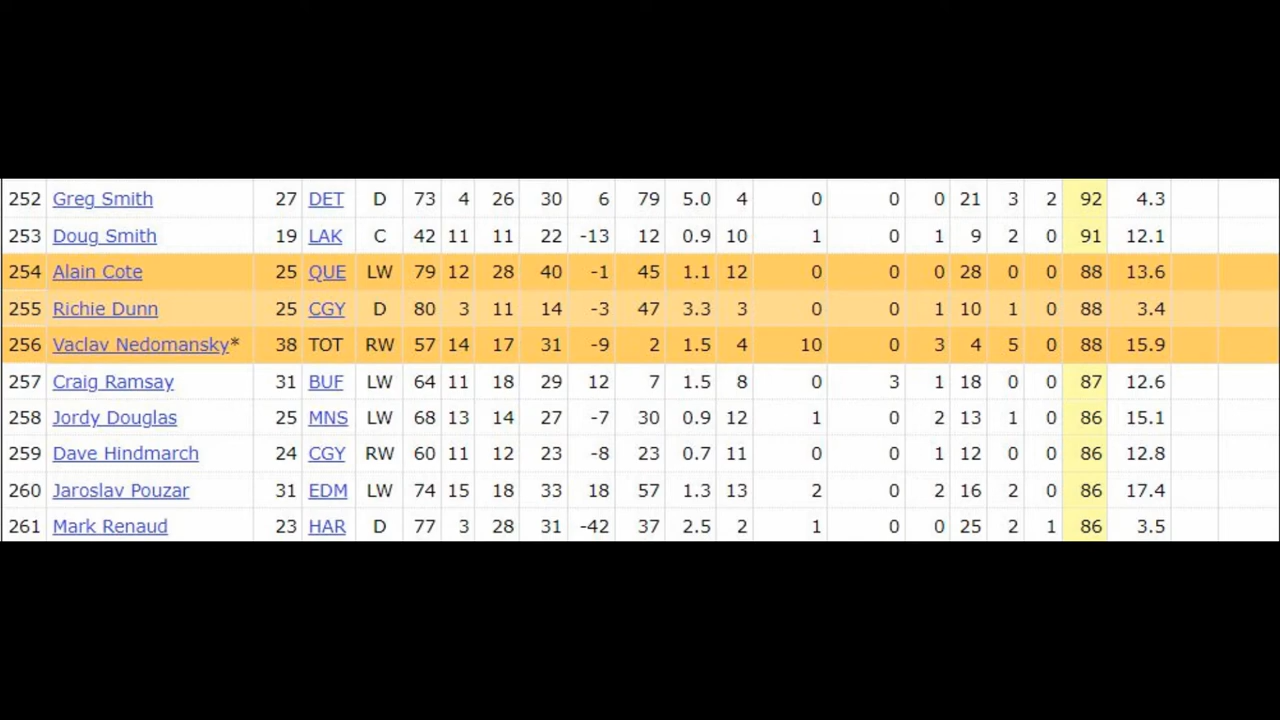 252 Greg Smith 27 DET D 73 4 26 30 6 79 5.0 4 0 0 0 21 3 2 92 4.3
253 Doug Smith 19 LAK C 42 11 11 22 -13 12 0.9 10 1 0 1 9 2 0 91 12.1
254 Alain Cote 25 QUE LW 79 12 28 40 -1 45 1.1 12 0 0 0 28 0 0 88 13.6
255 Richie Dunn 25 CGY D 80 3 11 14 -3 47 3.3 3 0 0 1 10 1 0 88 3.4
256 Vaclav Nedomansky* 38 TOT RW 57 14 17 31 -9 2 1.5 4 10 0 3 4 5 0 88 15.9
257 Craig Ramsay 31 BUF LW 64 11 18 29 12 7 1.5 8 0 3 1 18 0 0 87 12.6
258 Jordy Douglas 25 MNS LW 68 13 14 27 -7 30 0.9 12 1 0 2 13 1 0 86 15.1
259 Dave Hindmarch 24 CGY RW 60 11 12 23 -8 23 0.7 11 0 0 1 12 0 0 86 12.8
260 Jaroslav Pouzar 31 EDM LW 74 15 18 33 18 57 1.3 13 2 0 2 16 2 0 86 17.4
261 Mark Renaud 23 HAR D 77 3 28 31 -42 37 2.5 2 1 0 0 25 2 1 86 3.5